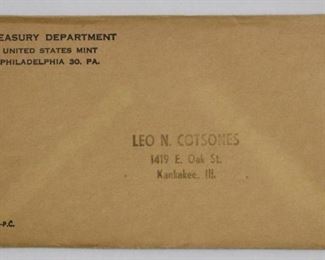 EASURY DEPARTMENT
UNITED STATES MINT
PHILADELPHIA 30. PA.
LEO N. COTSONES
1419 E. Oak St.
Kankakee, Ill.
-P.C.